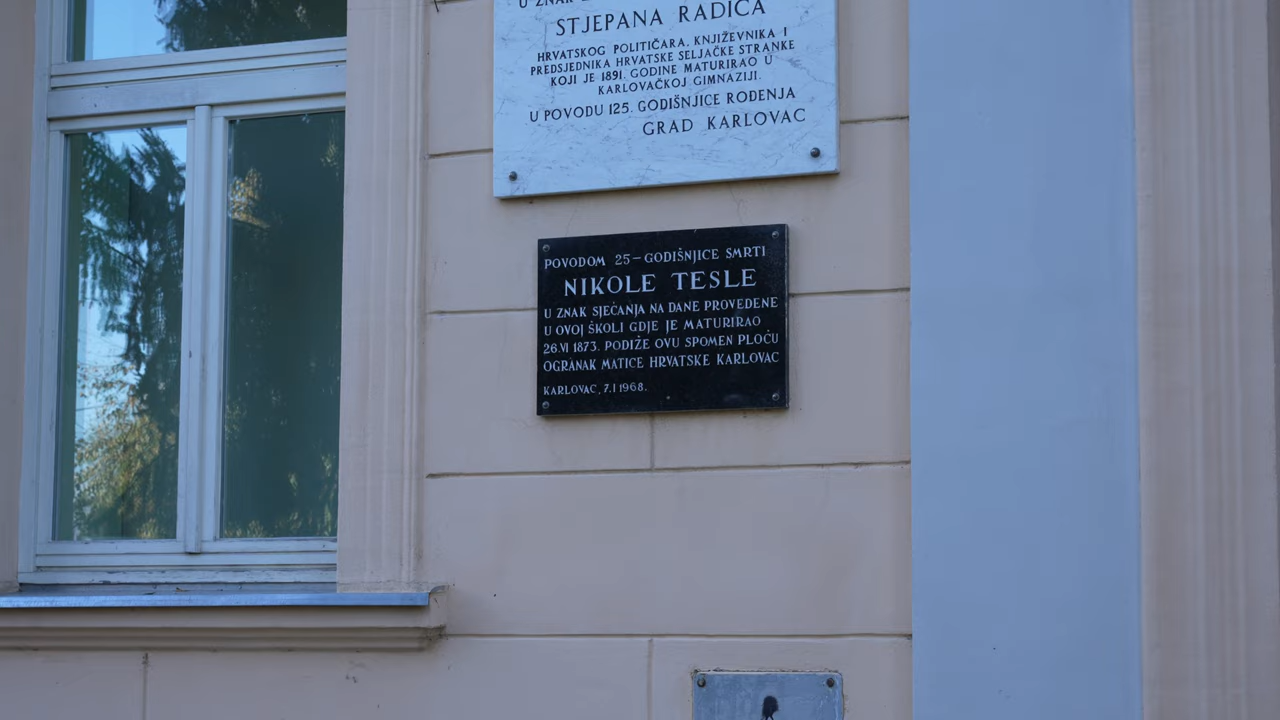 U ZNAK
STJEPANA RADIĆA
HRVATSKOG POLITIČARA, KNJIŽEVNIKA I
PREDSJEDNIKA HRVATSKE SELJAČKE STRANKE
KOJI JE 1891. GODINE MATURIRAO U
KARLOVAČKOJ GIMNAZIJI.
U POVODU 125. GODIŠNJICE ROĐENJA
GRAD KARLOVAC
POVODOM 25-GODIŠNJICE SMRTI
NIKOLE TESLE
U ZNAK SJEĆANJA NA DANE PROVEDENE
U OVOJ ŠKOLI GDJE JE MATURIRAO
26.VI 1873. PODIŽE OVU SPOMEN PLOČU
OGRANAK MATICE HRVATSKE KARLOVAC
KARLOVAC, 7.I 1968.